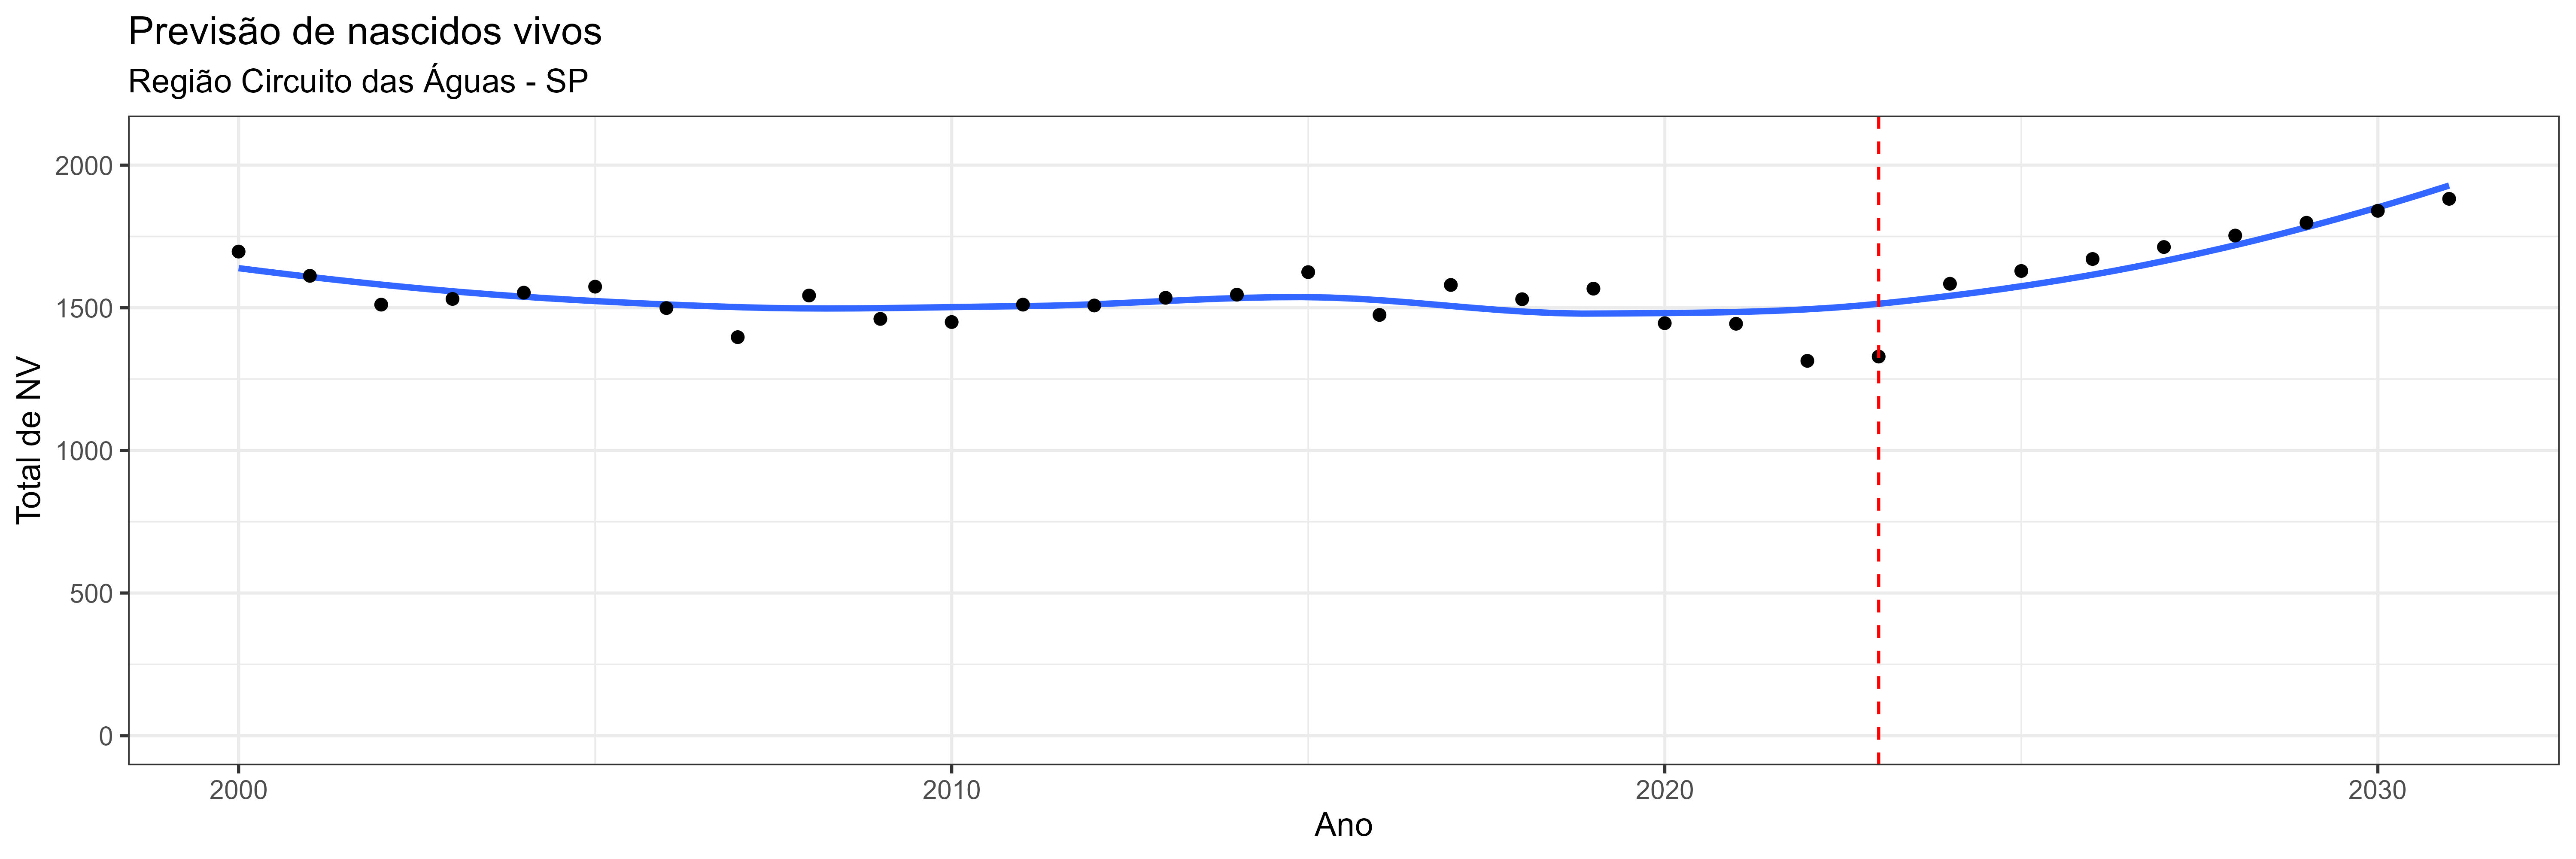 Previsão de nascidos vivos
Região Circuito das Águas - SP
Total de NV
2000
1500
1000
500
0
2000
2010
2020
2030
Ano